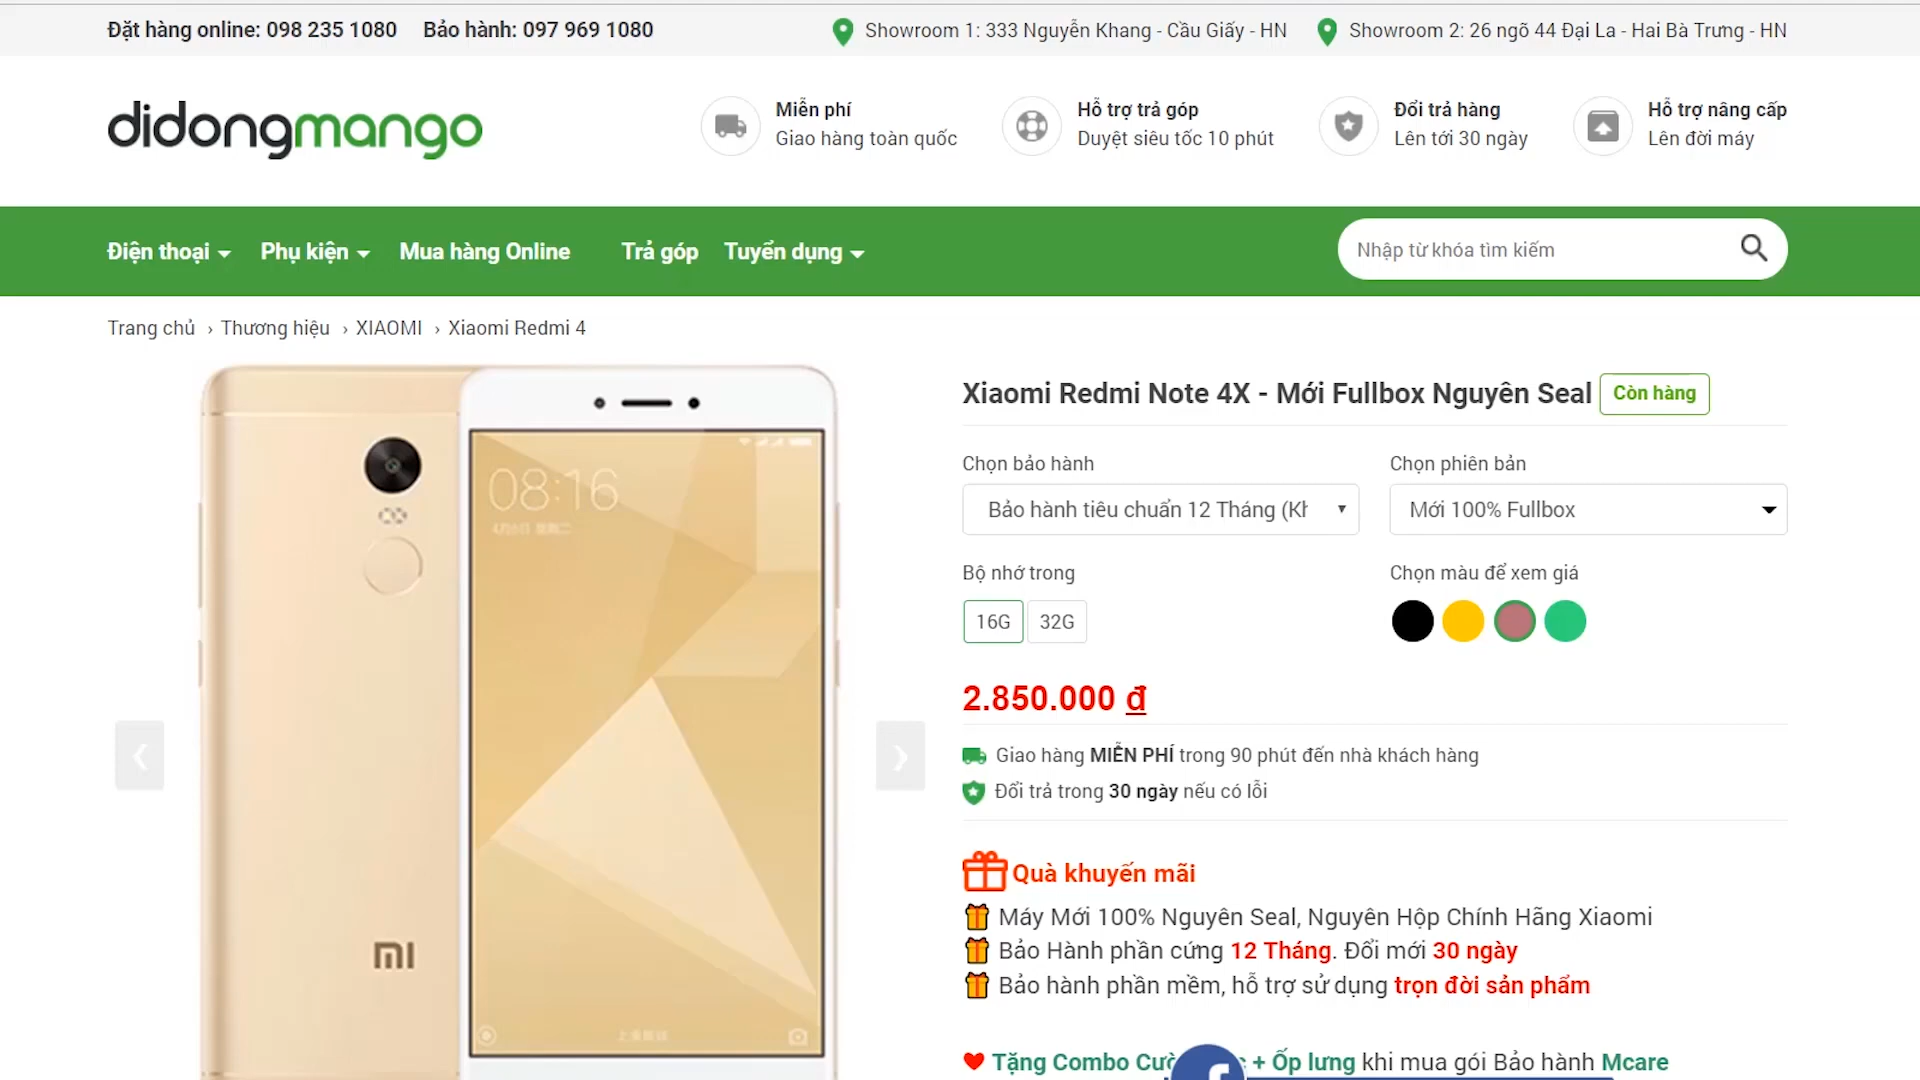 Đặt hàng online: 098 235 1080 Bảo hành: 097 969 1080
Showroom 1: 333 Nguyễn Khang - Cầu Giấy - HN
Showroom 2: 26 ngõ 44 Đại La - Hai Bà Trưng - HN
didongmango
Miễn phí
Giao hàng toàn quốc
Hỗ trợ trả góp
Duyệt siêu tốc 10 phút
Đổi trả hàng
Lên tới 30 ngày
Hỗ trợ nâng cấp
Lên đời máy
Điện thoại Phụ kiện Mua hàng Online Trả góp Tuyển dụng
Nhập từ khóa tìm kiếm
Trang chủ › Thương hiệu › XIAOMI › Xiaomi Redmi 4
08:16
MI
Xiaomi Redmi Note 4X - Mới Fullbox Nguyên Seal
Còn hàng
Chọn bảo hành
Bảo hành tiêu chuẩn 12 Tháng (Kh
Chọn phiên bản
Mới 100% Fullbox
Bộ nhớ trong
16G 32G
Chọn màu để xem giá
2.850.000 ₫
Giao hàng MIỄN PHÍ trong 90 phút đến nhà khách hàng
Đổi trả trong 30 ngày nếu có lỗi
Quà khuyến mãi
Máy Mới 100% Nguyên Seal, Nguyên Hộp Chính Hãng Xiaomi
Bảo Hành phần cứng 12 Tháng. Đổi mới 30 ngày
Bảo hành phần mềm, hỗ trợ sử dụng trọn đời sản phẩm
Tặng Combo + Ốp lưng khi mua gói Bảo hành Mcare